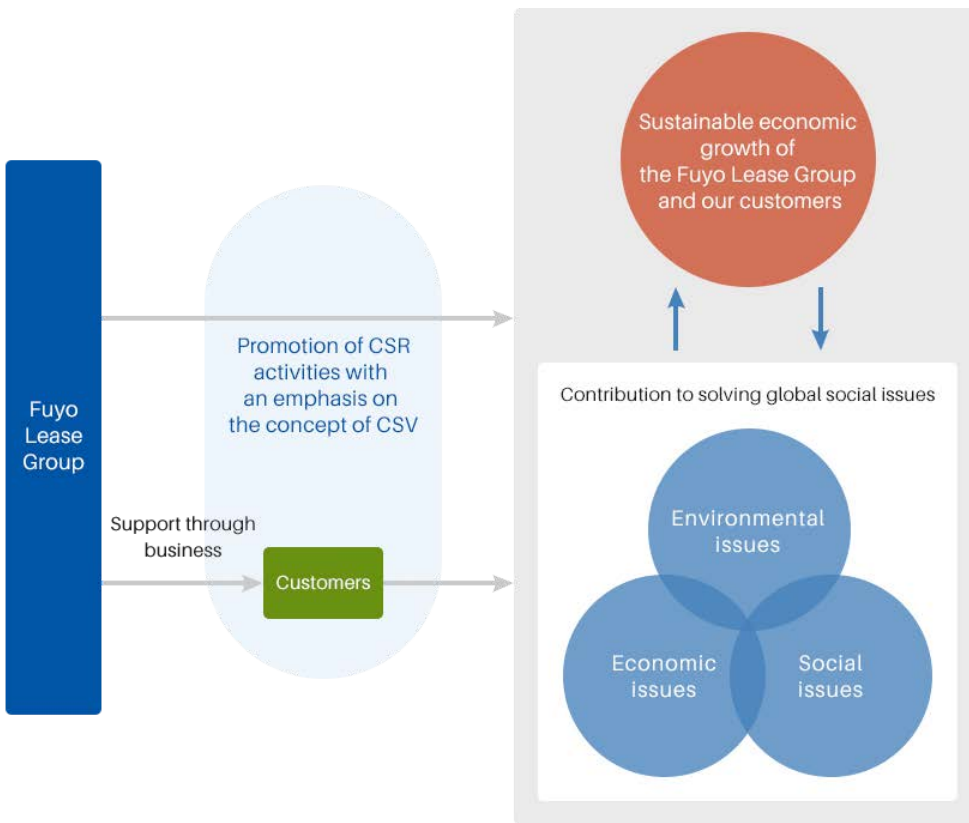 Fuyo
Lease
Group
Promotion of CSR
activities with
an emphasis on
the concept of CSV
Support through
business
Customers
Sustainable economic
growth of
the Fuyo Lease Group
and our customers
Contribution to solving global social issues
Environmental
issues
Economic
issues
Social
issues